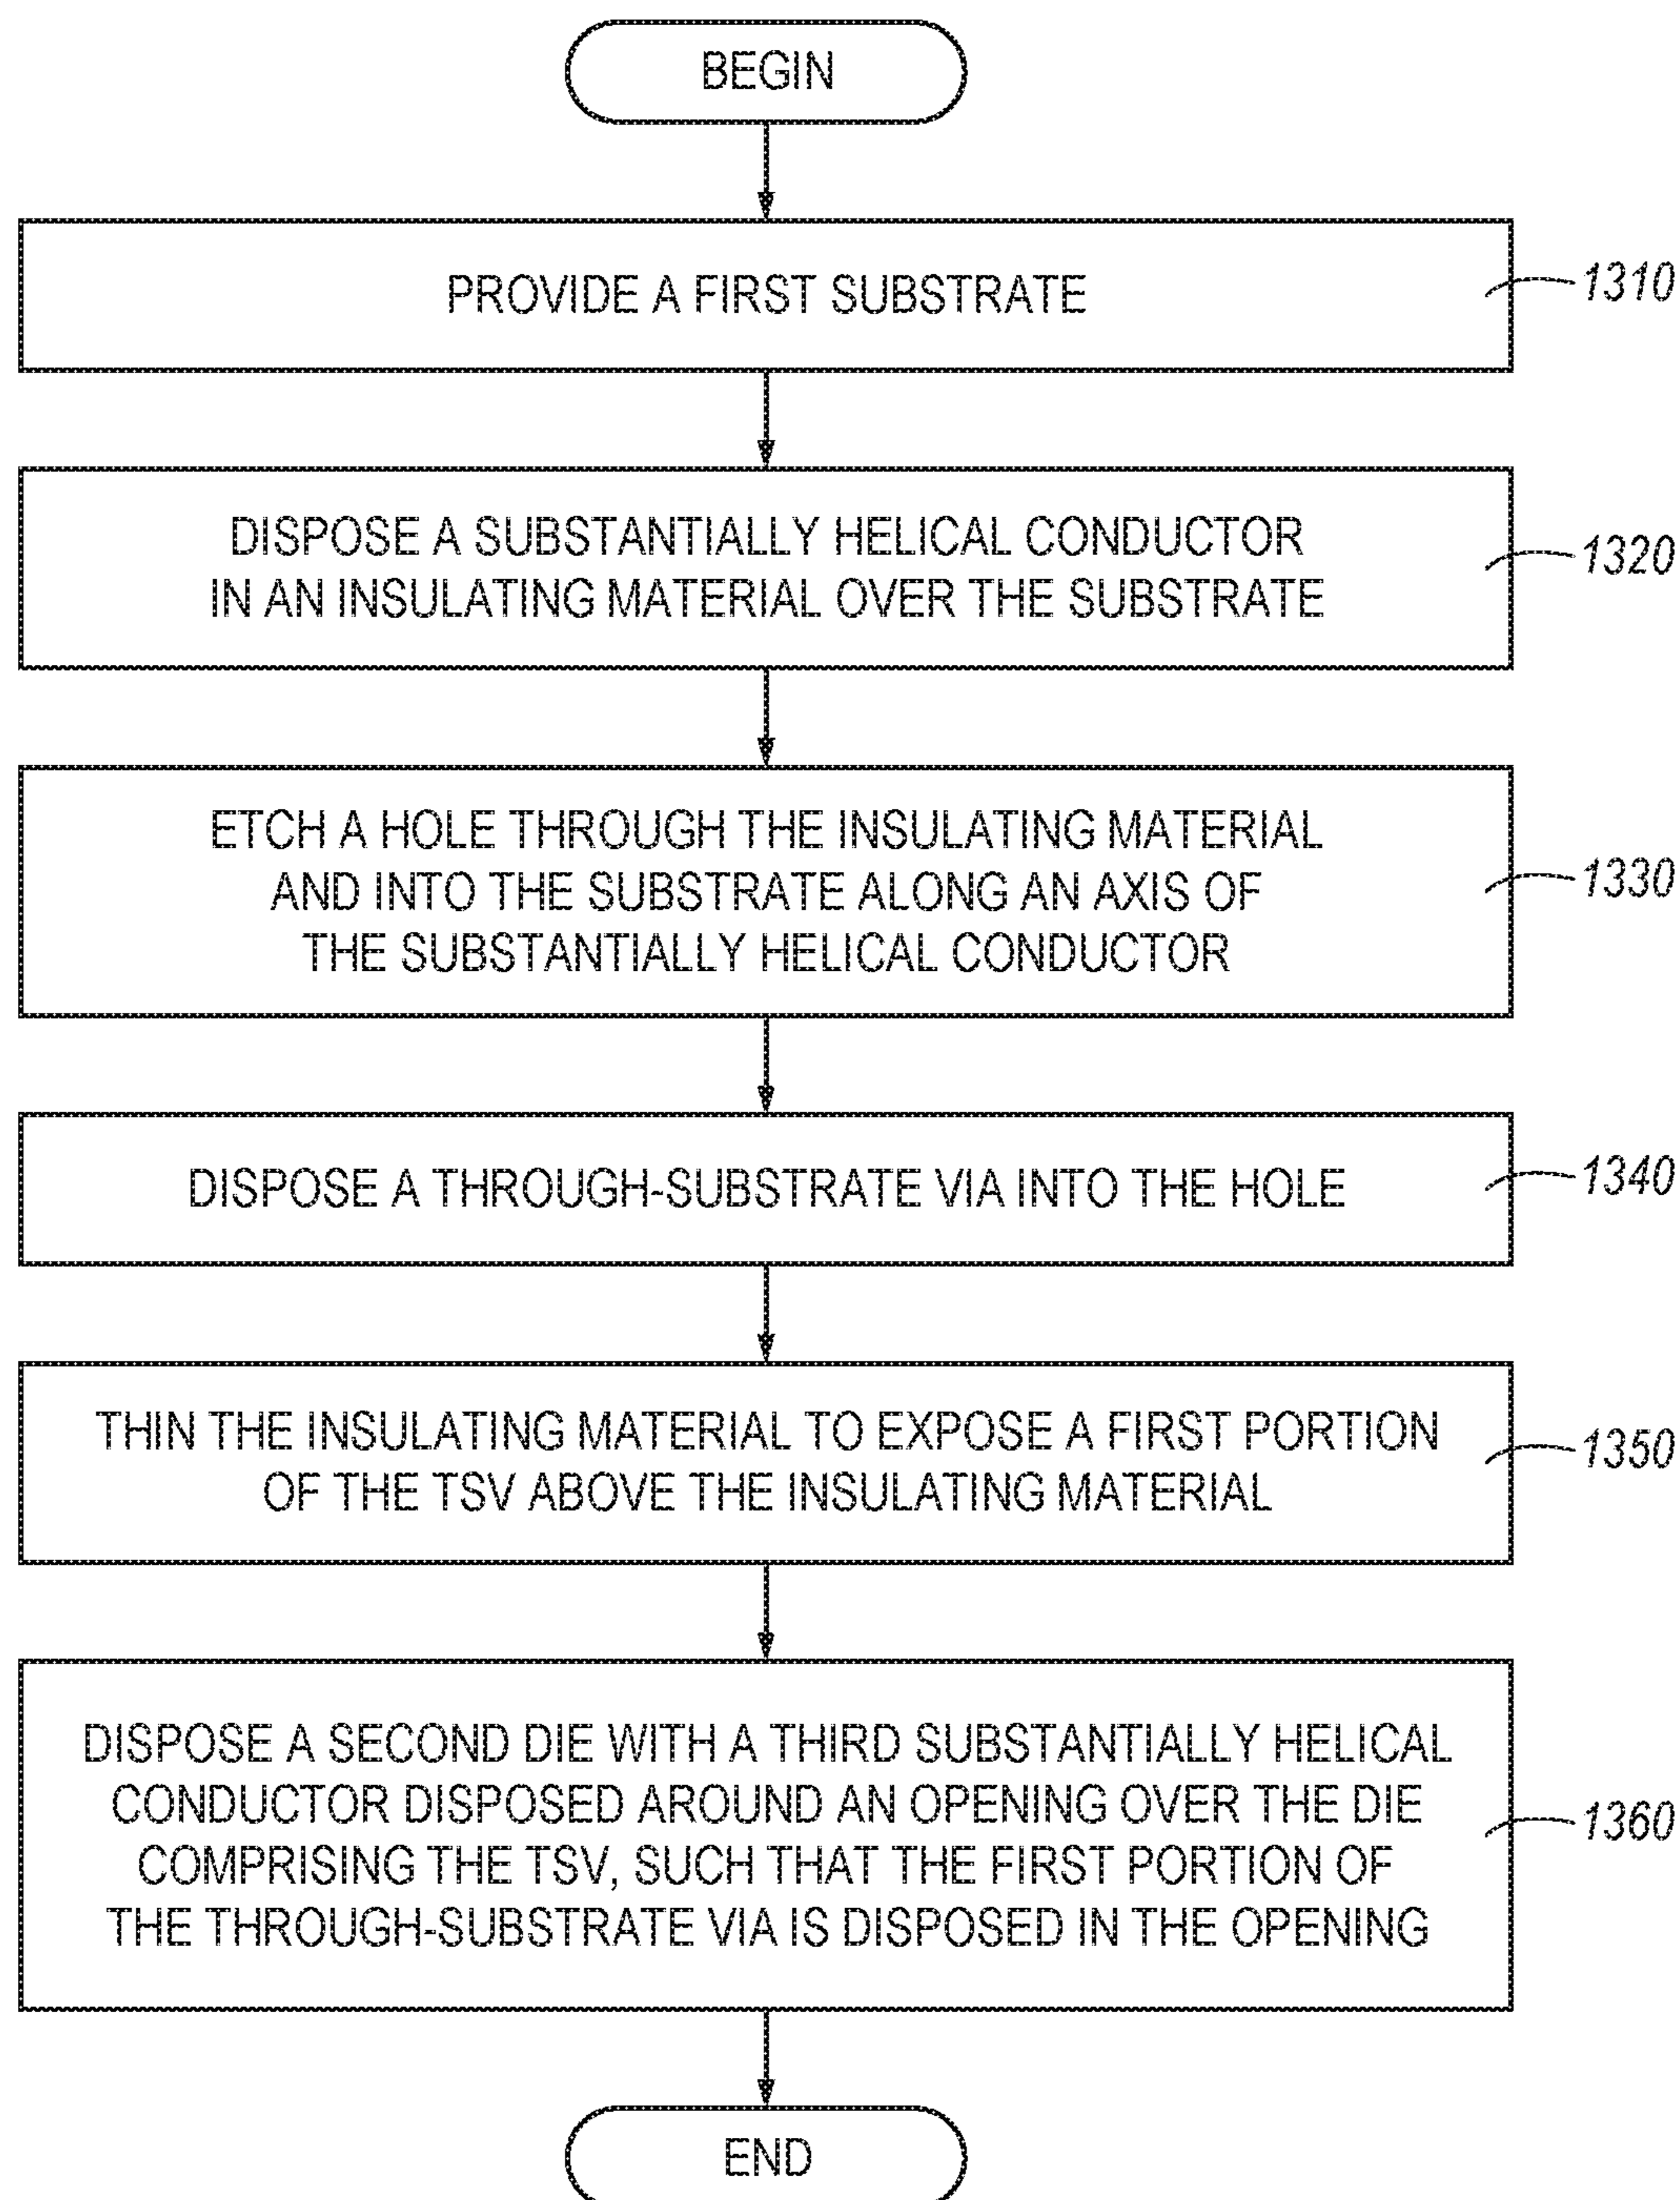 BEGIN
PROVIDE A FIRST SUBSTRATE
1310
DISPOSE A SUBSTANTIALLY HELICAL CONDUCTOR
IN AN INSULATING MATERIAL OVER THE SUBSTRATE
1320
ETCH A HOLE THROUGH THE INSULATING MATERIAL
AND INTO THE SUBSTRATE ALONG AN AXIS OF
THE SUBSTANTIALLY HELICAL CONDUCTOR
1330
DISPOSE A THROUGH-SUBSTRATE VIA INTO THE HOLE
1340
THIN THE INSULATING MATERIAL TO EXPOSE A FIRST PORTION
OF THE TSV ABOVE THE INSULATING MATERIAL
1350
DISPOSE A SECOND DIE WITH A THIRD SUBSTANTIALLY HELICAL
CONDUCTOR DISPOSED AROUND AN OPENING OVER THE DIE
COMPRISING THE TSV, SUCH THAT THE FIRST PORTION OF
THE THROUGH-SUBSTRATE VIA IS DISPOSED IN THE OPENING
1360
END